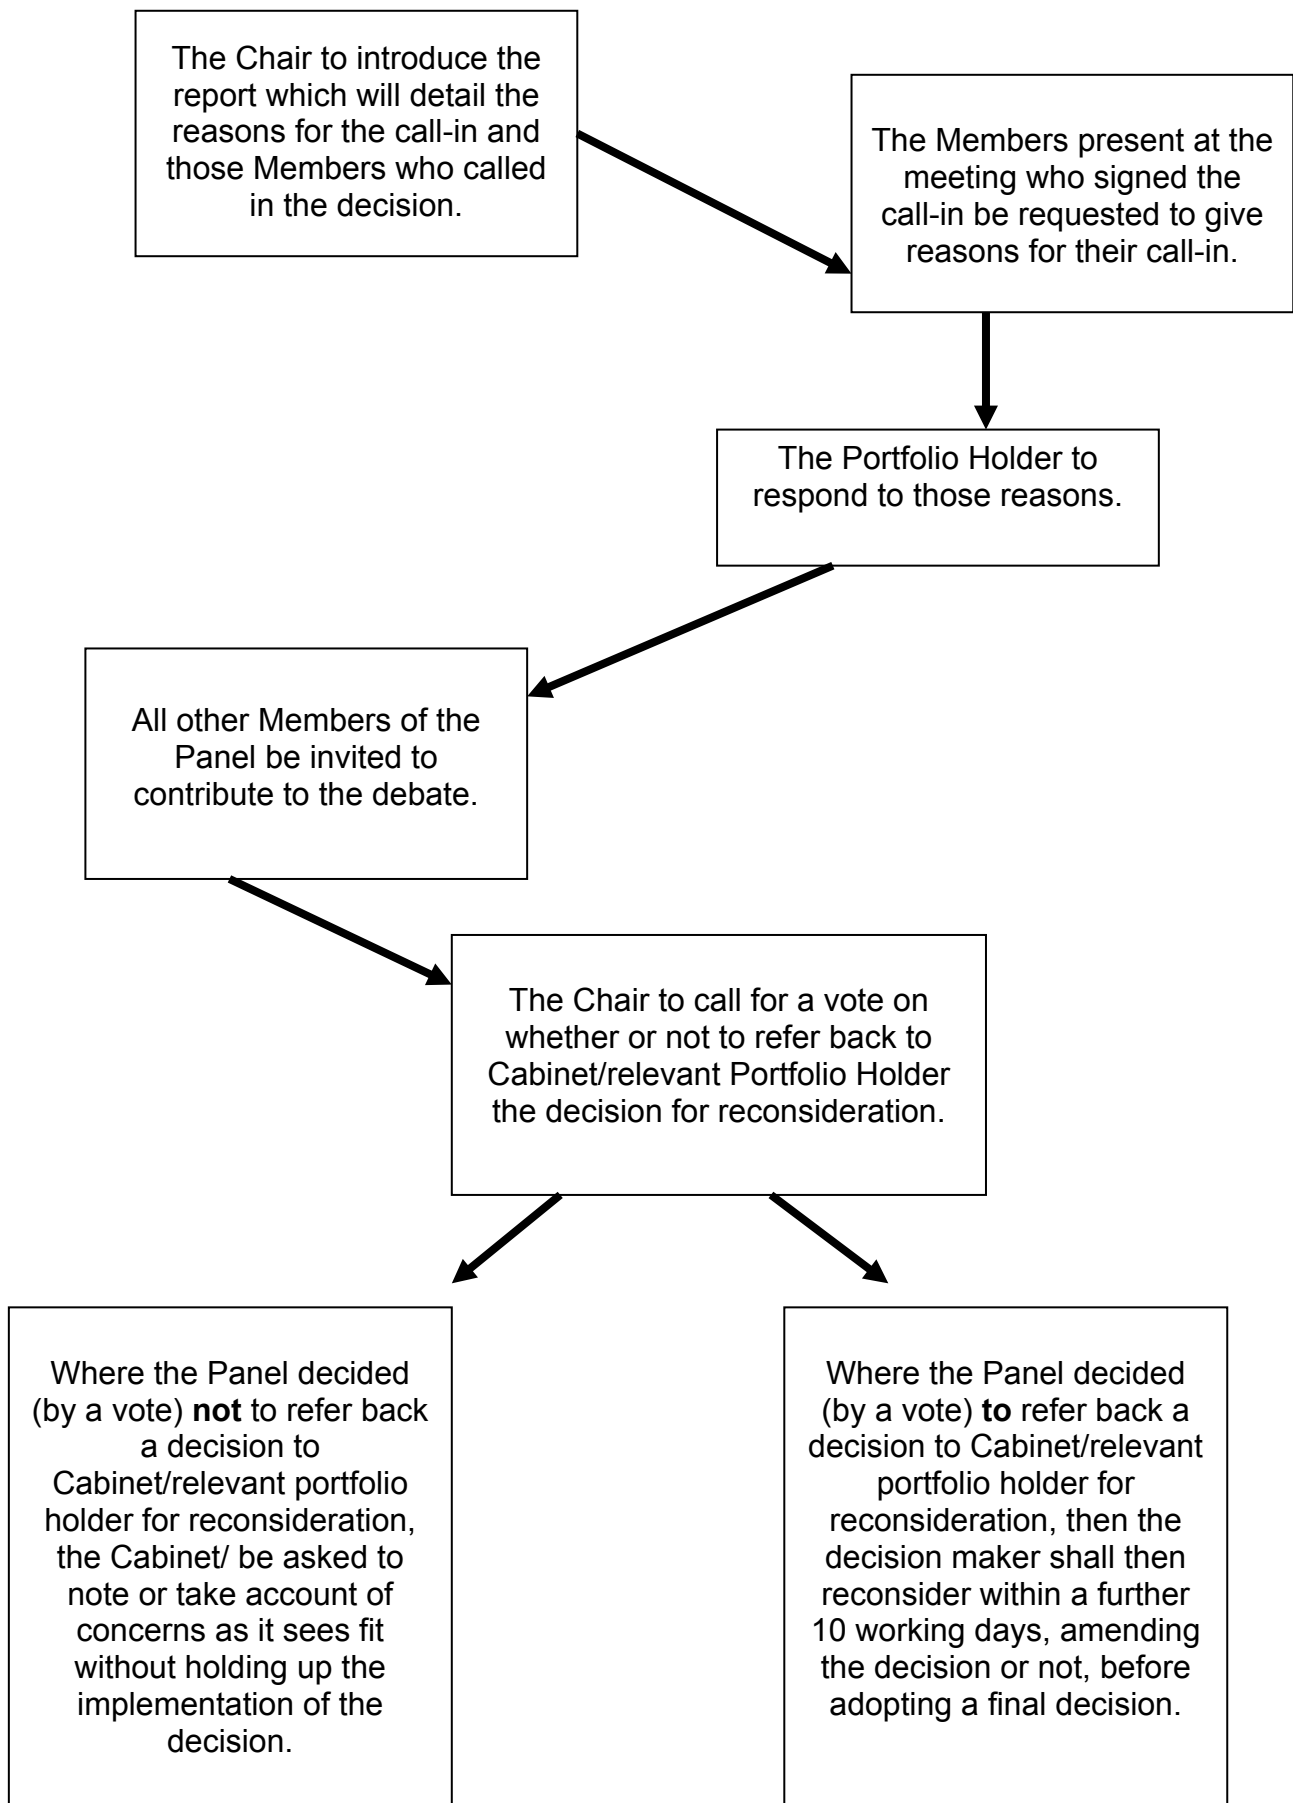 The Chair to introduce the
report which will detail the
reasons for the call-in and
those Members who called
in the decision.
The Members present at the
meeting who signed the
call-in be requested to give
reasons for their call-in.
The Portfolio Holder to
respond to those reasons.
All other Members of the
Panel be invited to
contribute to the debate.
The Chair to call for a vote on
whether or not to refer back to
Cabinet/relevant Portfolio Holder
the decision for reconsideration.
Where the Panel decided
(by a vote) not to refer back
a decision to
Cabinet/relevant portfolio
holder for reconsideration,
the Cabinet/ be asked to
note or take account of
concerns as it sees fit
without holding up the
implementation of the
decision.
Where the Panel decided
(by a vote) to refer back a
decision to Cabinet/relevant
portfolio holder for
reconsideration, then the
decision maker shall then
reconsider within a further
10 working days, amending
the decision or not, before
adopting a final decision.